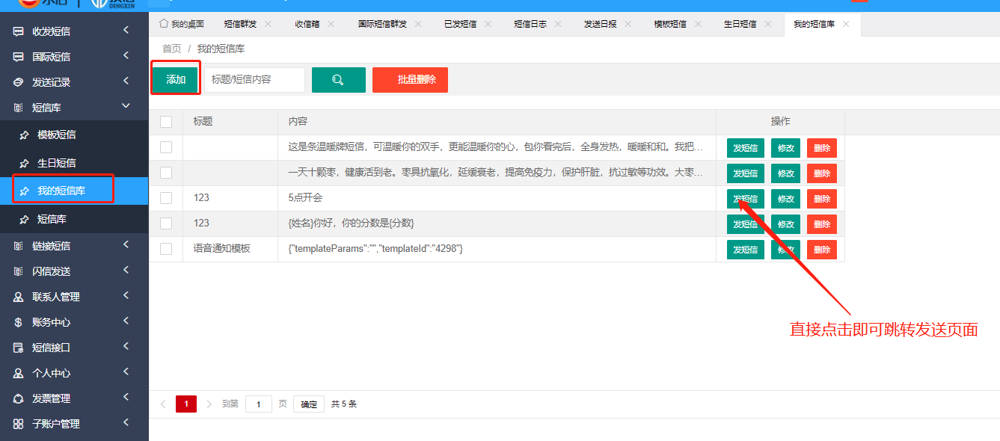 DINGXIN
收发短信
国际短信
发送记录
短信库
模板短信
生日短信
我的短信库
短信库
链接短信
闪信发送
联系人管理
账务中心
短信接口
个人中心
发票管理
子账户管理
我的桌面 短信群发 收信箱 国际短信群发 已发短信 短信日志 发送日报 模板短信 生日短信 我的短信库
首页 / 我的短信库
添加 标题/短信内容 批量删除
标题 内容 操作
这是条温暖牌短信，可温暖你的双手，更能温暖你的心，包你看完后，全身发热，暖暖和和。我把... 发短信 修改 删除
一天十颗枣，健康活到老。枣具抗氧化，延缓衰老，提高免疫力，保护肝脏，抗过敏等功效。大枣... 发短信 修改 删除
123 5点开会 发短信 修改 删除
123 {姓名}你好，你的分数是{分数} 发短信 修改 删除
语音通知模板 {"templateParams":"","templateId":"4298"} 发短信 修改 删除
直接点击即可跳转发送页面
1 到第 1 页 确定 共 5 条